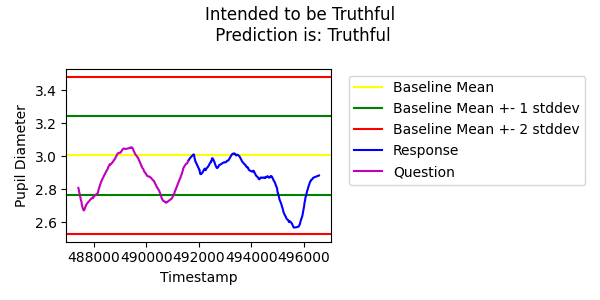 Intended to be Truthful
Prediction is: Truthful
3.4
3.2
3.0
2.8
2.6
Pupil Diameter
488000 490000 492000 494000 496000
Timestamp
Baseline Mean
Baseline Mean +- 1 stddev
Baseline Mean +- 2 stddev
Response
Question